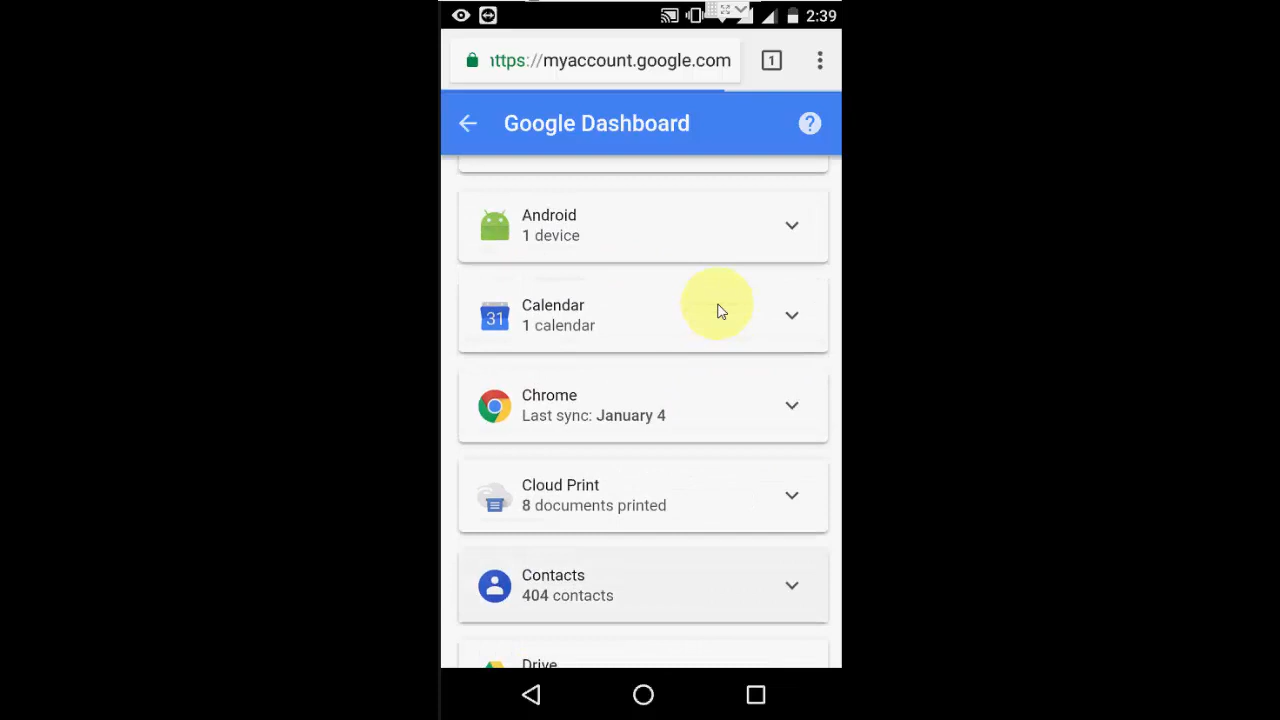 2:39
https://myaccount.google.com
1
Google Dashboard
?
Android
1 device
31
Calendar
1 calendar
Chrome
Last sync: January 4
Cloud Print
8 documents printed
Contacts
404 contacts
Drive